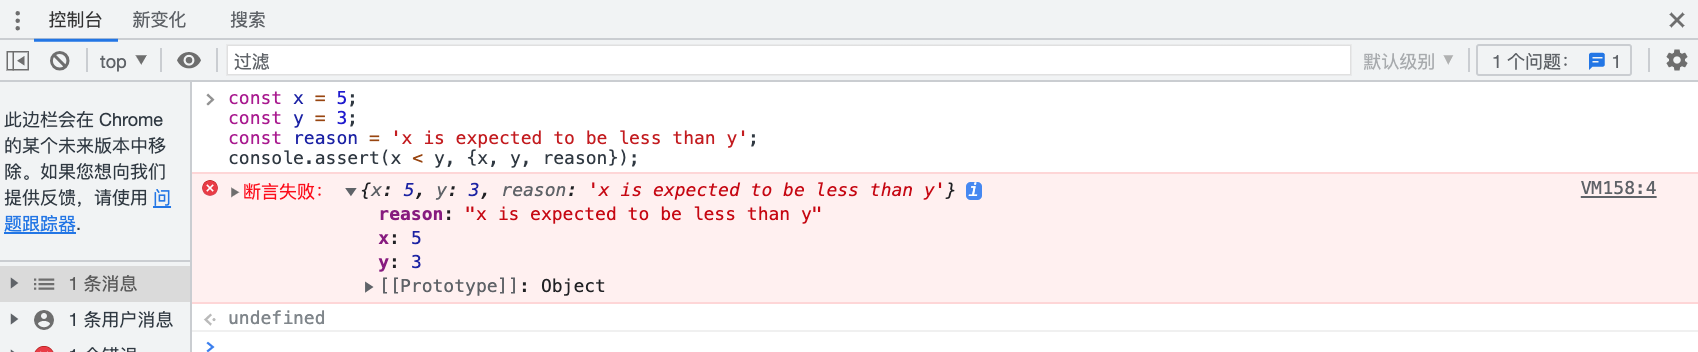 控制台 新变化 搜索
top 过滤 默认级别 1 个问题: 1
此边栏会在 Chrome
的某个未来版本中移
除。如果您想向我们
提供反馈，请使用 问
题跟踪器.
1 条消息
1 条用户消息
const x = 5;
const y = 3;
const reason = 'x is expected to be less than y';
console.assert(x < y, {x, y, reason});
断言失败: {x: 5, y: 3, reason: 'x is expected to be less than y'} i VM158:4
reason: "x is expected to be less than y"
x: 5
y: 3
[[Prototype]]: Object
undefined